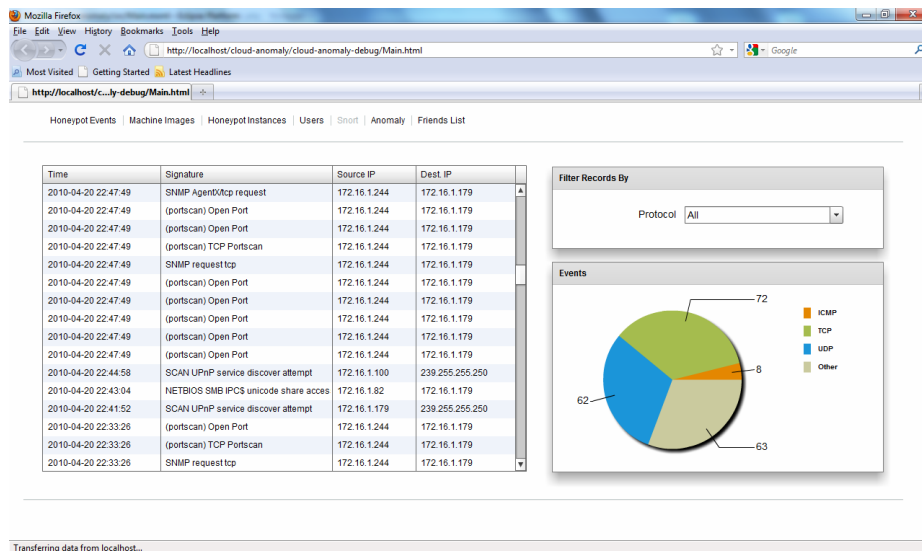 Mozilla Firefox
File Edit View History Bookmarks Tools Help
http://localhost/cloud-anomaly/cloud-anomaly-debug/Main.html
Google
Most Visited Getting Started Latest Headlines
http://localhost/c...ly-debug/Main.html
Honeypot Events | Machine Images | Honeypot Instances | Users | Snort | Anomaly | Friends List
Time Signature Source IP Dest. IP
2010-04-20 22:47:49 SNMP AgentX/tcp request 172.16.1.244 172.16.1.179
2010-04-20 22:47:49 (portscan) Open Port 172.16.1.244 172.16.1.179
2010-04-20 22:47:49 (portscan) Open Port 172.16.1.244 172.16.1.179
2010-04-20 22:47:49 (portscan) TCP Portscan 172.16.1.244 172.16.1.179
2010-04-20 22:47:49 SNMP request tcp 172.16.1.244 172.16.1.179
2010-04-20 22:47:49 (portscan) Open Port 172.16.1.244 172.16.1.179
2010-04-20 22:47:49 (portscan) Open Port 172.16.1.244 172.16.1.179
2010-04-20 22:47:49 (portscan) Open Port 172.16.1.244 172.16.1.179
2010-04-20 22:47:49 (portscan) Open Port 172.16.1.244 172.16.1.179
2010-04-20 22:47:49 (portscan) Open Port 172.16.1.244 172.16.1.179
2010-04-20 22:44:58 SCAN UPnP service discover attempt 172.16.1.100 239.255.255.250
2010-04-20 22:43:04 NETBIOS SMB IPC$ unicode share acces 172.16.1.82 172.16.1.179
2010-04-20 22:41:52 SCAN UPnP service discover attempt 172.16.1.179 239.255.255.250
2010-04-20 22:33:26 (portscan) Open Port 172.16.1.244 172.16.1.179
2010-04-20 22:33:26 (portscan) TCP Portscan 172.16.1.244 172.16.1.179
2010-04-20 22:33:26 SNMP request tcp 172.16.1.244 172.16.1.179
Filter Records By
Protocol All
Events
72
8
62
63
ICMP
TCP
UDP
Other
Transferring data from localhost...